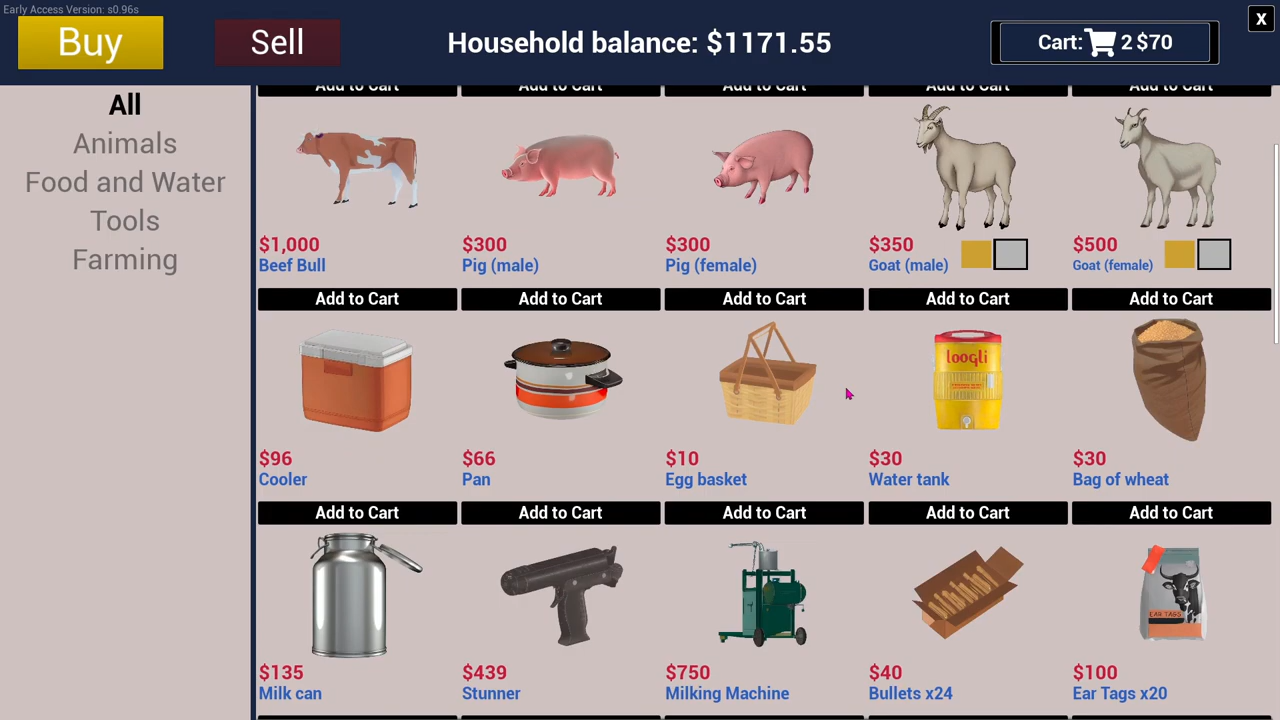 Early Access Version: s0.96s
Buy
Sell
Household balance: $1171.55
Cart: 2 $70
X
All
Animals
Food and Water
Tools
Farming
Add to Cart
Add to Cart
Add to Cart
Add to Cart
Add to Cart
$1,000
Beef Bull
$300
Pig (male)
$300
Pig (female)
$350
Goat (male)
$500
Goat (female)
Add to Cart
Add to Cart
Add to Cart
Add to Cart
Add to Cart
loogli
EAR TAGS
$96
Cooler
$66
Pan
$10
Egg basket
$30
Water tank
$30
Bag of wheat
Add to Cart
Add to Cart
Add to Cart
Add to Cart
Add to Cart
$135
Milk can
$439
Stunner
$750
Milking Machine
$40
Bullets x24
$100
Ear Tags x20